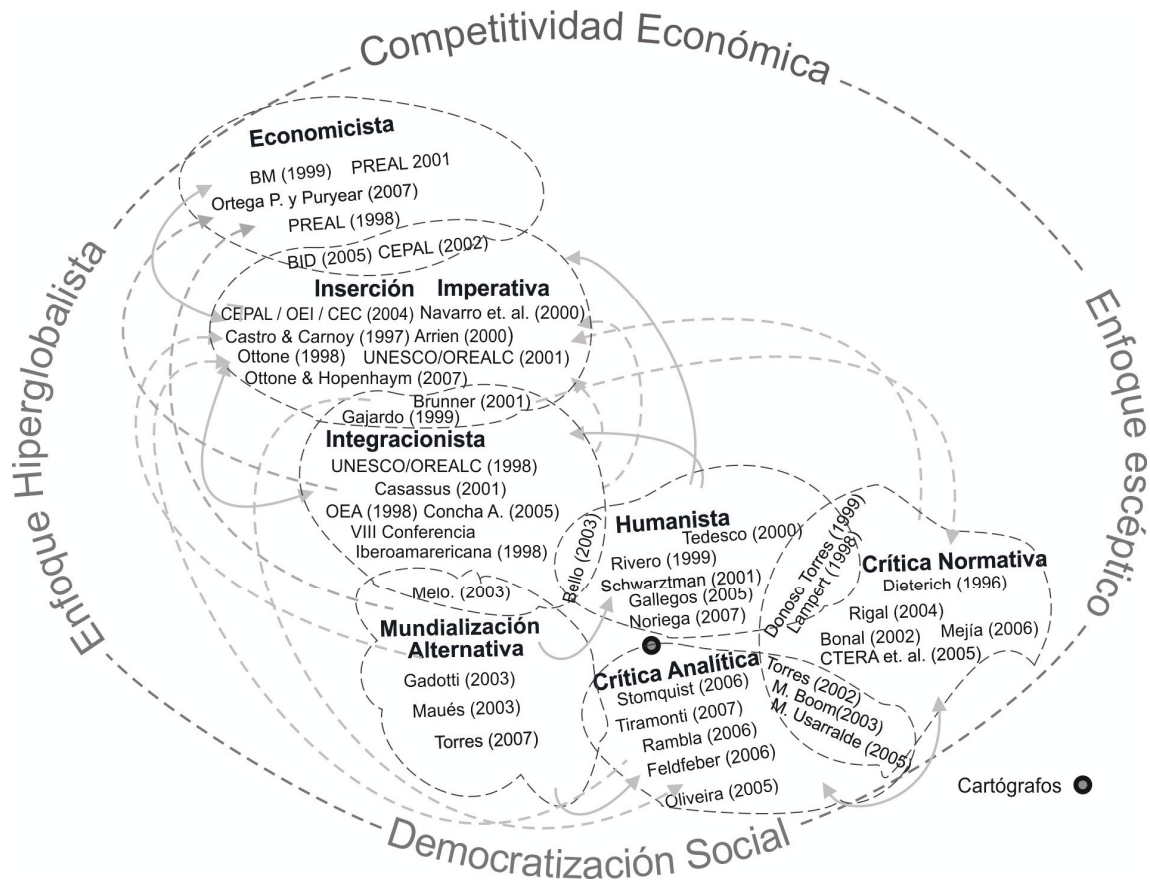 Competitividad Económica
Enfoque Hiperglobalista
Enfoque escéptico
Economicista
BM (1999) PREAL 2001
Ortega P. y Puryear (2007)
PREAL (1998)
BID (2005) CEPAL (2002)
Inserción Imperativa
CEPAL / OEI / CEC (2004) Navarro et. al. (2000)
Castro & Carnoy (1997) Arrien (2000)
Ottone (1998) UNESCO/OREALC (2001)
Ottone & Hopenhaym (2007)
Brunner (2001)
Gajardo (1999)
Integracionista
UNESCO/OREALC (1998)
Casassus (2001)
OEA (1998) Concha A. (2005)
VIII Conferencia
Iberoamarericana (1998)
Bello (2003)
Melo. (2003)
Humanista
Tedesco (2000)
Rivero (1999)
Schwarztman (2001)
Gallegos (2005)
Noriega (2007)
Donoso Torres (1999)
Lampert (1998)
Crítica Normativa
Dieterich (1996)
Rigal (2004)
Bonal (2002) Mejía (2006)
CTERA et. al. (2005)
Mundialización
Alternativa
Gadotti (2003)
Maués (2003)
Torres (2007)
Crítica Analítica
Stomquist (2006)
Tiramonti (2007)
Rambla (2006)
Feldfeber (2006)
Oliveira (2005)
Torres (2002)
M. Boom(2003)
M. Usarralde (2005)
Cartógrafos
Democratización Social